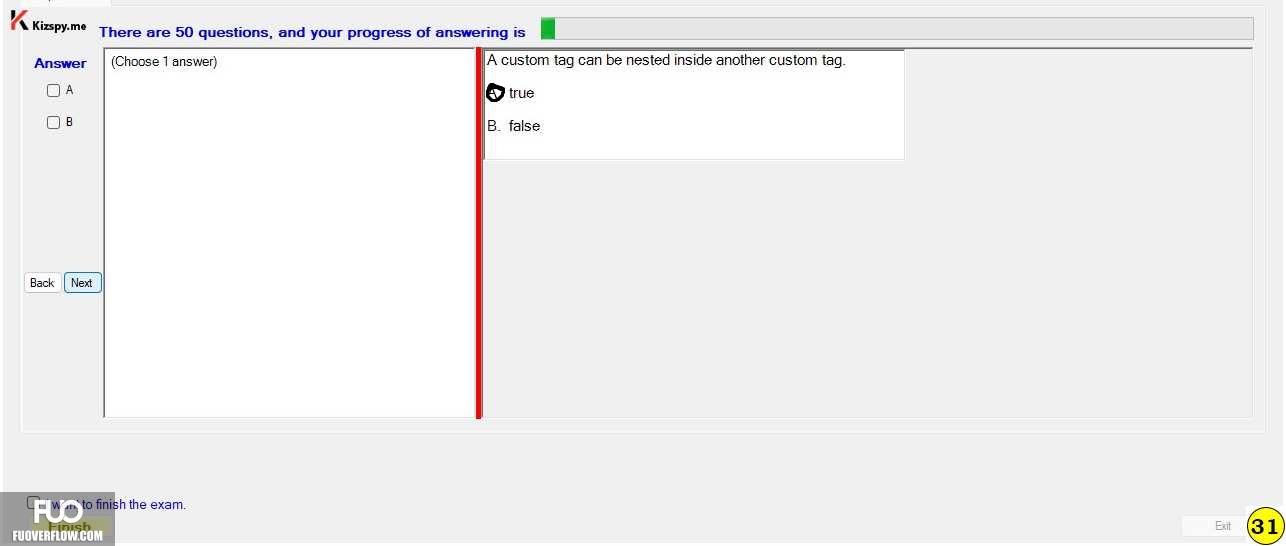 Kizspy.me
There are 50 questions, and your progress of answering is
Answer
(Choose 1 answer)
A
B
A custom tag can be nested inside another custom tag.
true
B. false
Back Next
I want to finish the exam.
Finish
FUO
FUOVERFLOW.COM
Exit
31